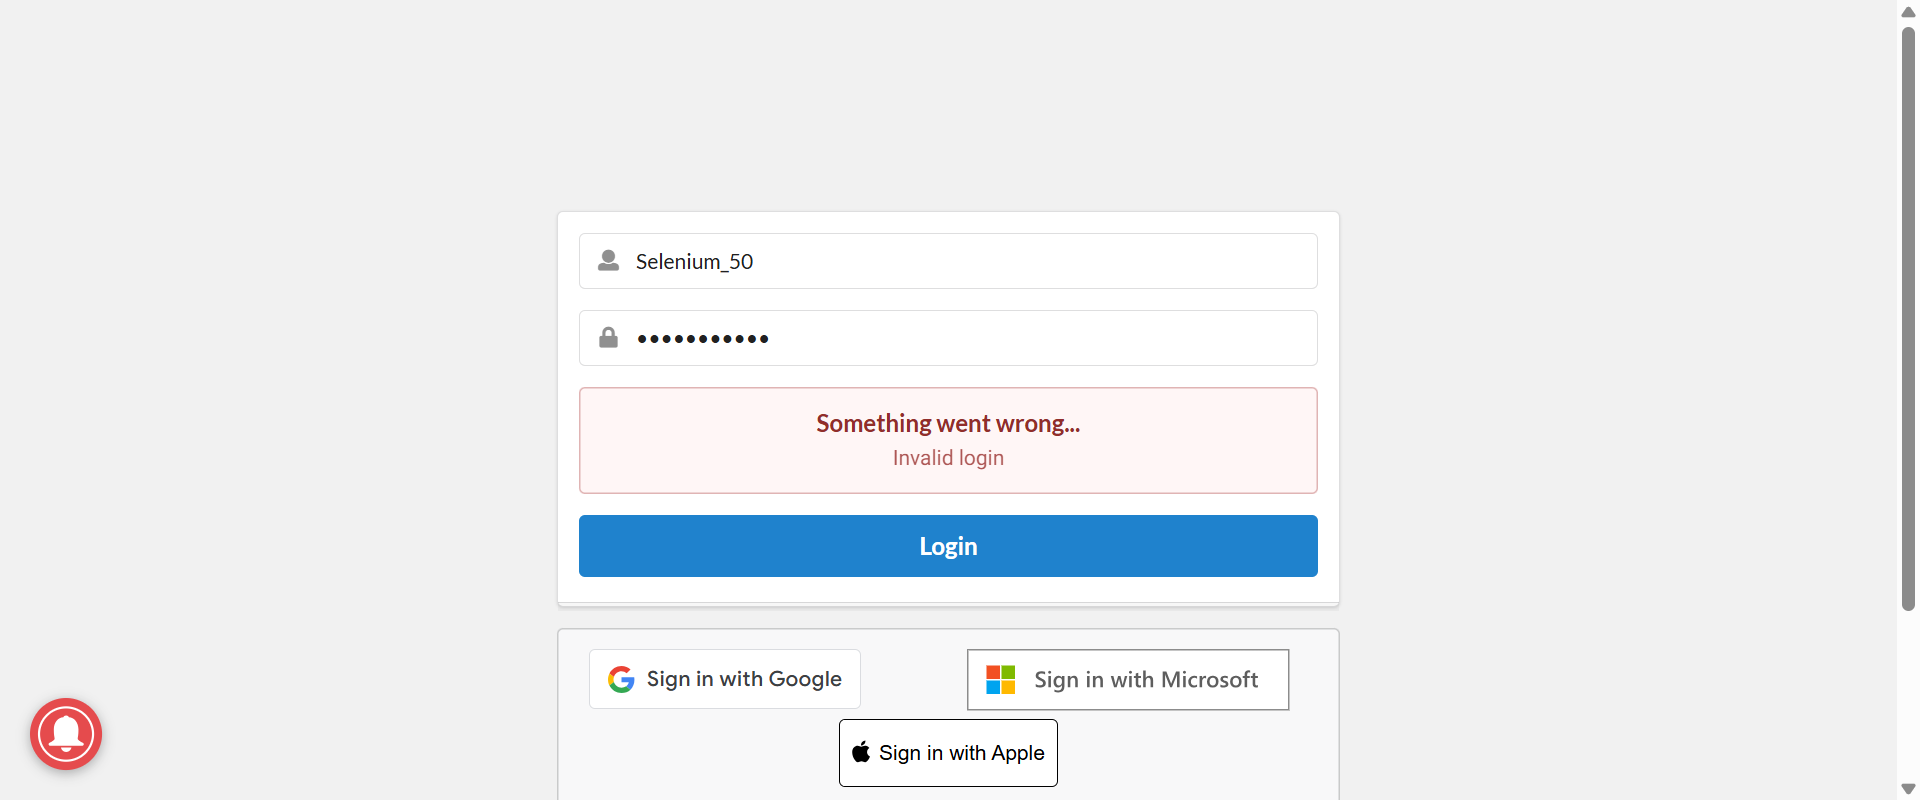 Selenium_50
•••••••••••
Something went wrong...
Invalid login
Login
Sign in with Google
Sign in with Microsoft
Sign in with Apple